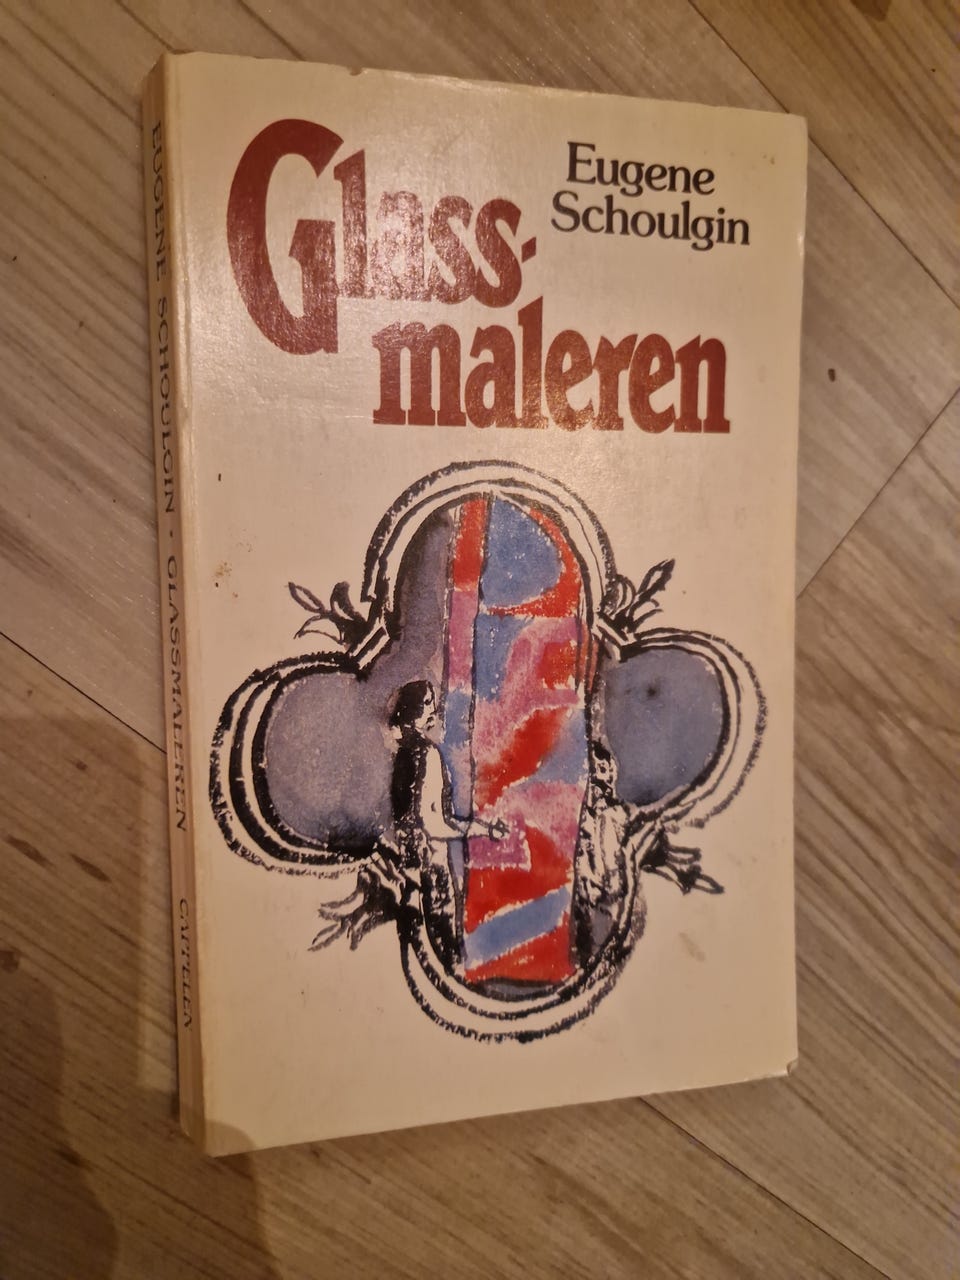 Glass-
maleren
Eugene
Schoulgin
EUGENE SCHOULGIN · GLASSMALEREN CAPPELEN